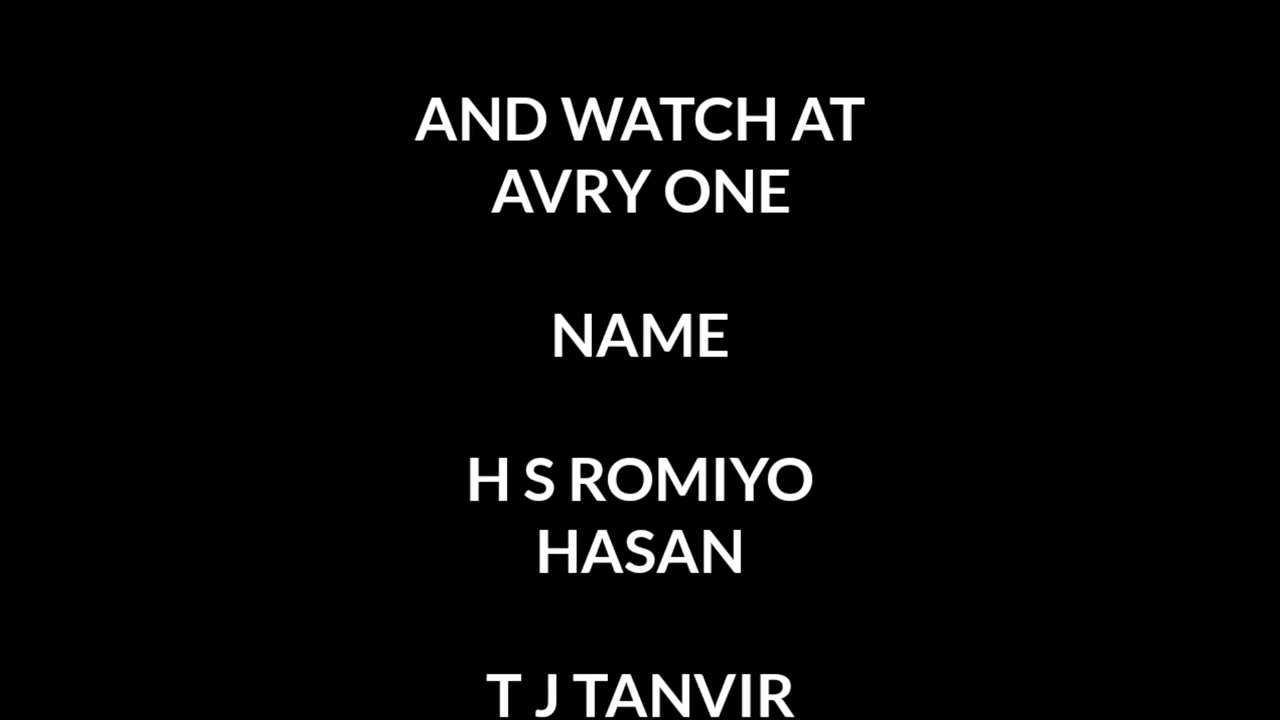 AND WATCH AT
AVRY ONE
NAME
H S ROMIYO
HASAN
T J TANVIR